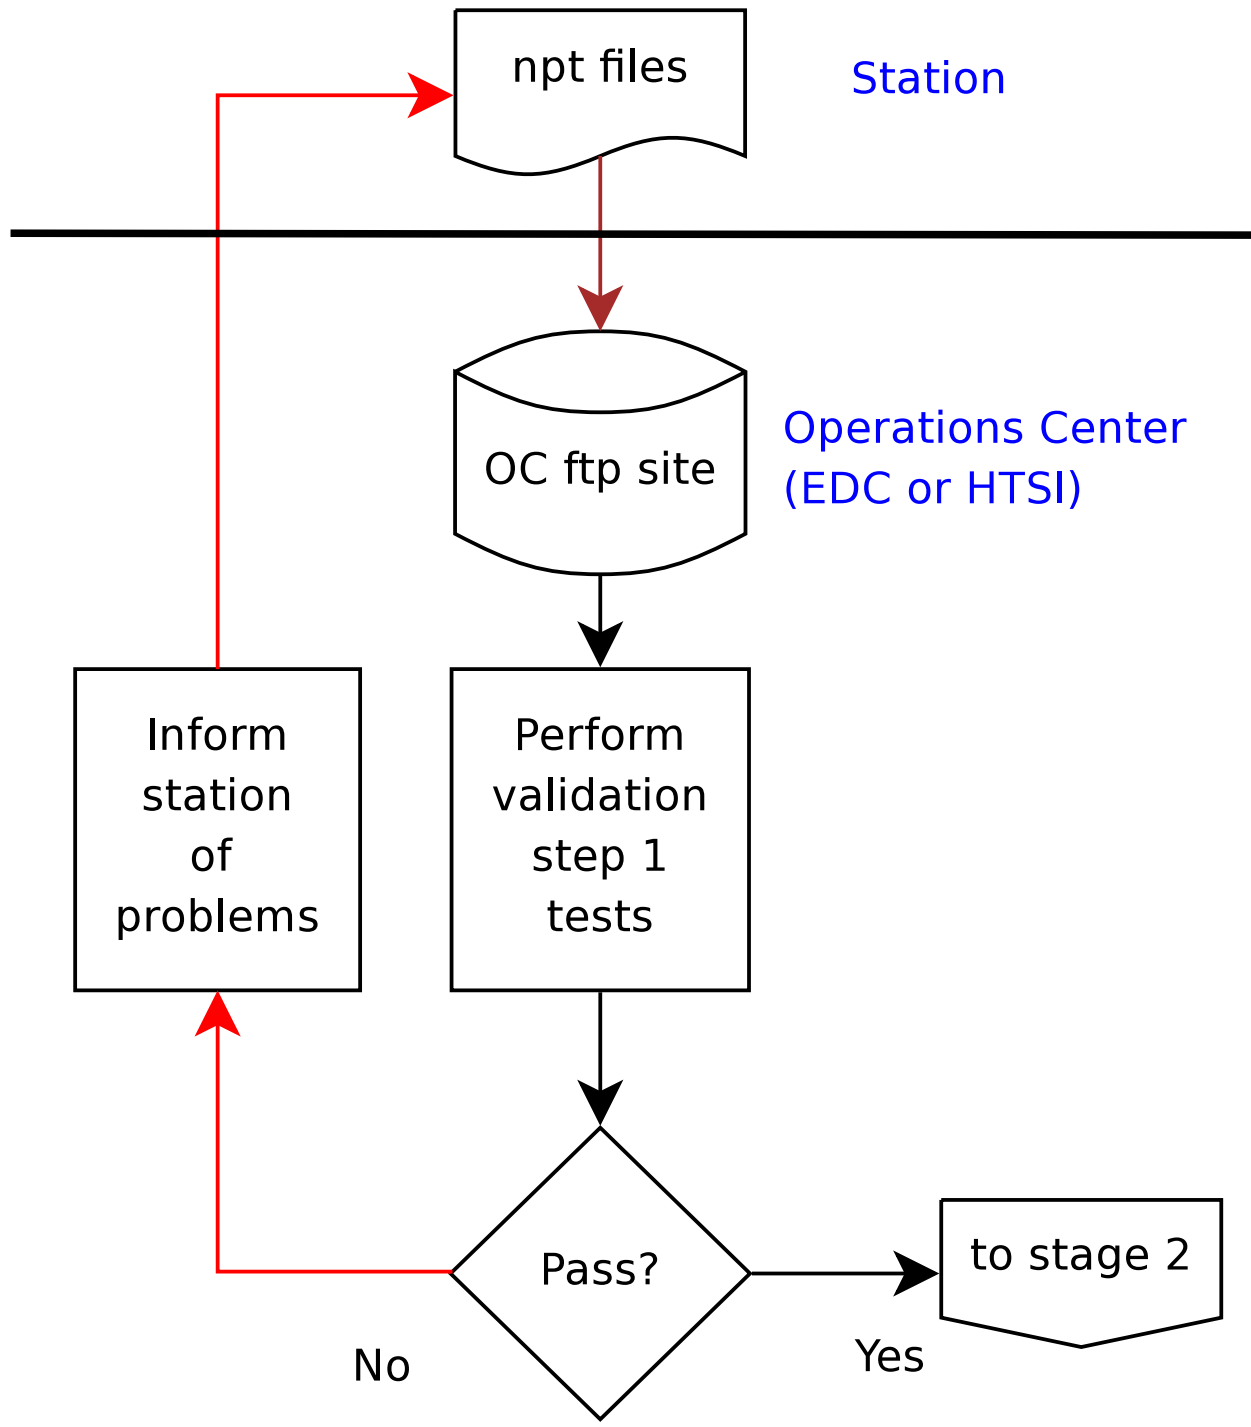 npt files
Station
OC ftp site
Operations Center
(EDC or HTSI)
Inform
station
of
problems
Perform
validation
step 1
tests
Pass?
to stage 2
No
Yes